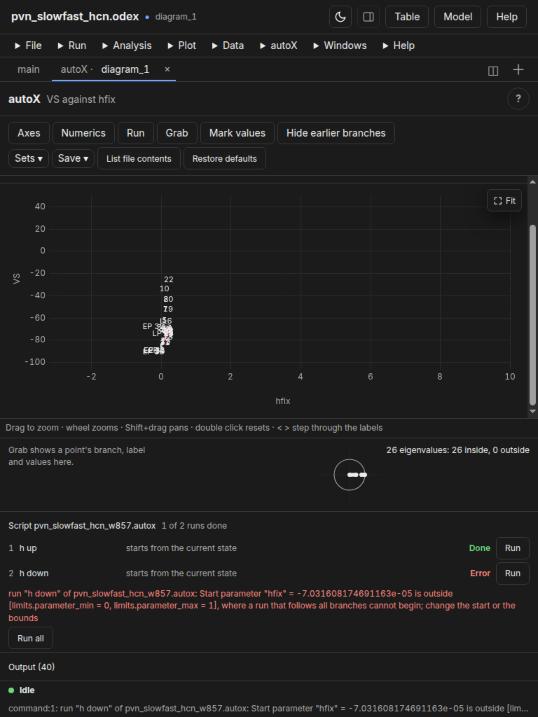 pvn_slowfast_hcn.odex • diagram_1
Table
Model
Help
▶ File ▶ Run ▶ Analysis ▶ Plot ▶ Data ▶ autoX ▶ Windows ▶ Help
main
autoX · diagram_1 ×
autoX VS against hfix
?
Axes
Numerics
Run
Grab
Mark values
Hide earlier branches
Sets ▾
Save ▾
List file contents
Restore defaults
Fit
40
20
0
-20
-40
-60
-80
-100
VS
22
10
-2
0
2
4
6
8
10
hfix
Drag to zoom · wheel zooms · Shift+drag pans · double click resets · < > step through the labels
Grab shows a point's branch, label
and values here.
26 eigenvalues: 26 inside, 0 outside
Script pvn_slowfast_hcn_w857.autox 1 of 2 runs done
1 h up starts from the current state Done Run
2 h down starts from the current state Error Run
run "h down" of pvn_slowfast_hcn_w857.autox: Start parameter "hfix" = -7.031608174691163e-05 is outside
[limits.parameter_min = 0, limits.parameter_max = 1], where a run that follows all branches cannot begin; change the start or the
bounds
Run all
Output (40)
Idle
command:1: run "h down" of pvn_slowfast_hcn_w857.autox: Start parameter "hfix" = -7.031608174691163e-05 is outside [lim...